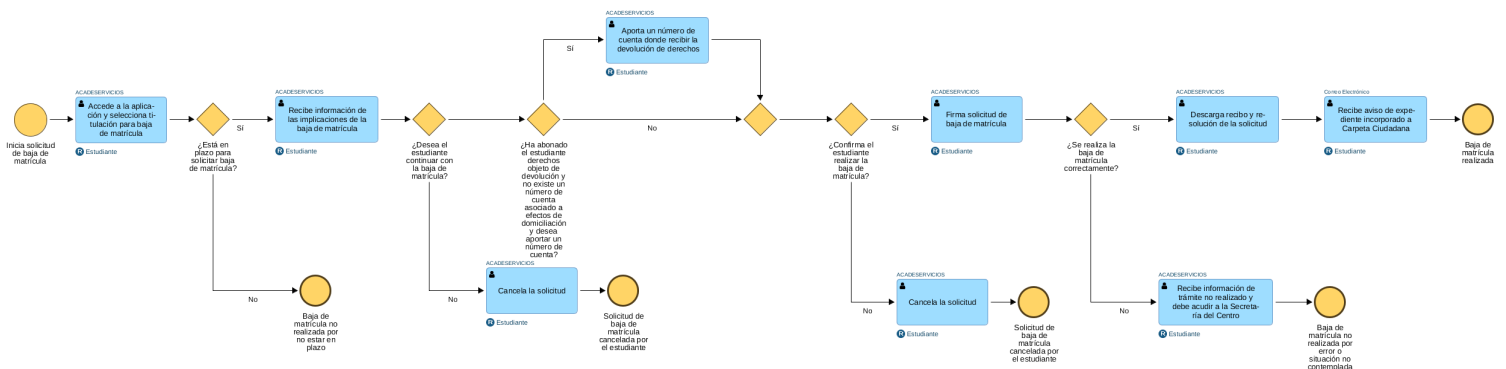 ACADESERVICIOS
Aporta un número de
cuenta donde recibir la
devolución de derechos
Estudiante
Sí
Inicia solicitud
de baja de
matrícula
ACADESERVICIOS
Accede a la aplica-
ción y selecciona ti-
tulación para baja
de matrícula
R Estudiante
¿Está en
plazo para
solicitar baja
de matrícula?
Sí
ACADESERVICIOS
Recibe información de
las implicaciones de la
baja de matrícula
R Estudiante
¿Desea el
estudiante
continuar con
la baja de
matrícula?
¿Ha abonado
el estudiante
derechos
objeto de
devolución y
no existe un
número de
cuenta
asociado a
efectos de
domiciliación
y desea
aportar un
número de
cuenta?
No
¿Confirma el
estudiante
realizar la
baja de
matrícula?
Sí
ACADESERVICIOS
Firma solicitud de
baja de matrícula
R Estudiante
¿Se realiza la
baja de
matrícula
correctamente?
Sí
ACADESERVICIOS
Descarga recibo y re-
solución de la solicitud
R Estudiante
Correo Electrónico
Recibe aviso de expe-
diente incorporado a
Carpeta Ciudadana
R Estudiante
Baja de
matrícula
realizada
No
Baja de
matrícula no
realizada por
no estar en
plazo
No
ACADESERVICIOS
Cancela la solicitud
R Estudiante
Solicitud de
baja de
matrícula
cancelada por
el estudiante
No
ACADESERVICIOS
Cancela la solicitud
R Estudiante
Solicitud de
baja de
matrícula
cancelada por
el estudiante
No
ACADESERVICIOS
Recibe información de
trámite no realizado y
debe acudir a la Secreta-
ría del Centro
R Estudiante
Baja de
matrícula no
realizada por
error o
situación no
contemplada